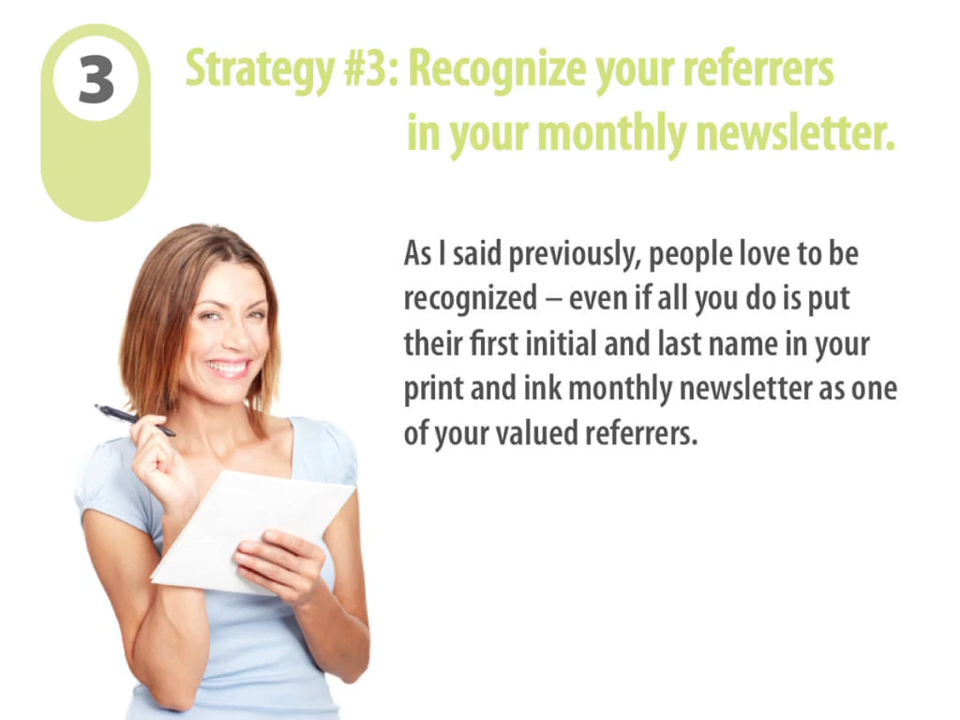 3
Strategy #3: Recognize your referrers
in your monthly newsletter.
As I said previously, people love to be
recognized – even if all you do is put
their first initial and last name in your
print and ink monthly newsletter as one
of your valued referrers.